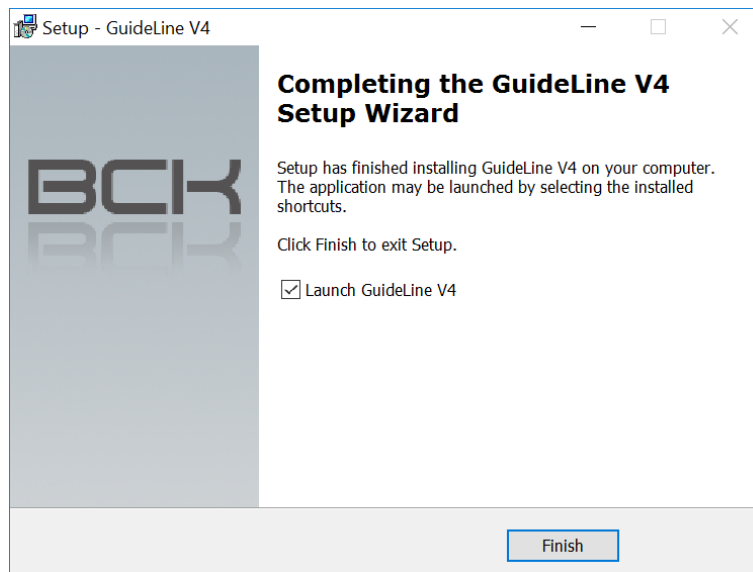 Setup - GuideLine V4
BCK
Completing the GuideLine V4
Setup Wizard
Setup has finished installing GuideLine V4 on your computer.
The application may be launched by selecting the installed
shortcuts.
Click Finish to exit Setup.
Launch GuideLine V4
Finish